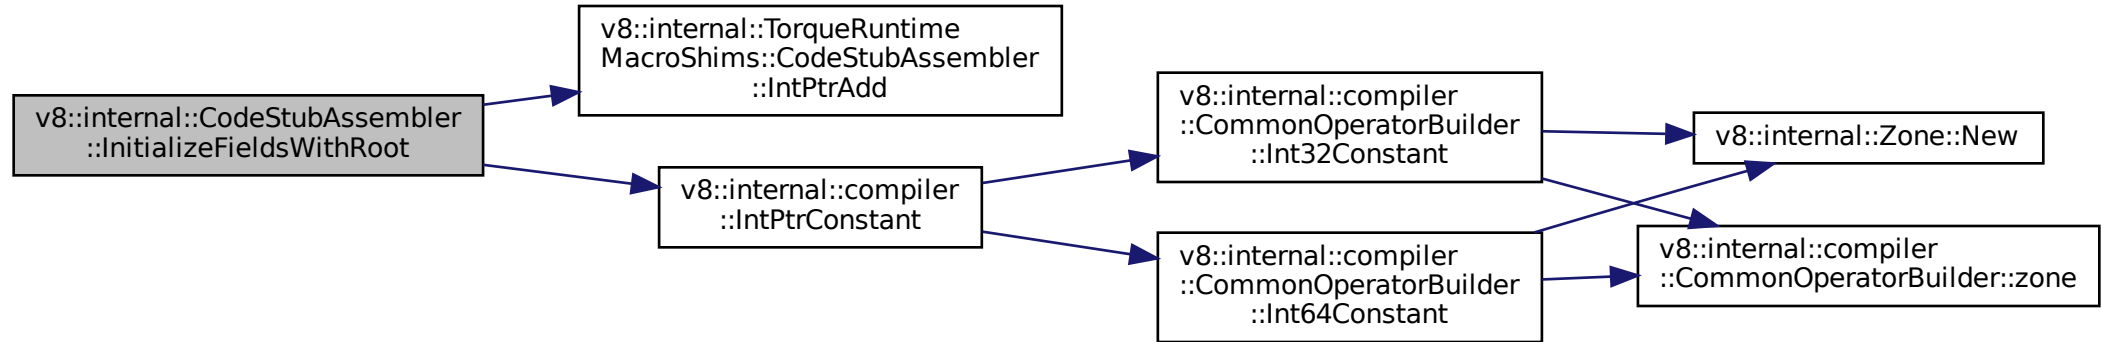 v8::internal::CodeStubAssembler
::InitializeFieldsWithRoot
v8::internal::TorqueRuntime
MacroShims::CodeStubAssembler
::IntPtrAdd
v8::internal::compiler
::IntPtrConstant
v8::internal::compiler
::CommonOperatorBuilder
::Int32Constant
v8::internal::compiler
::CommonOperatorBuilder
::Int64Constant
v8::internal::Zone::New
v8::internal::compiler
::CommonOperatorBuilder::zone